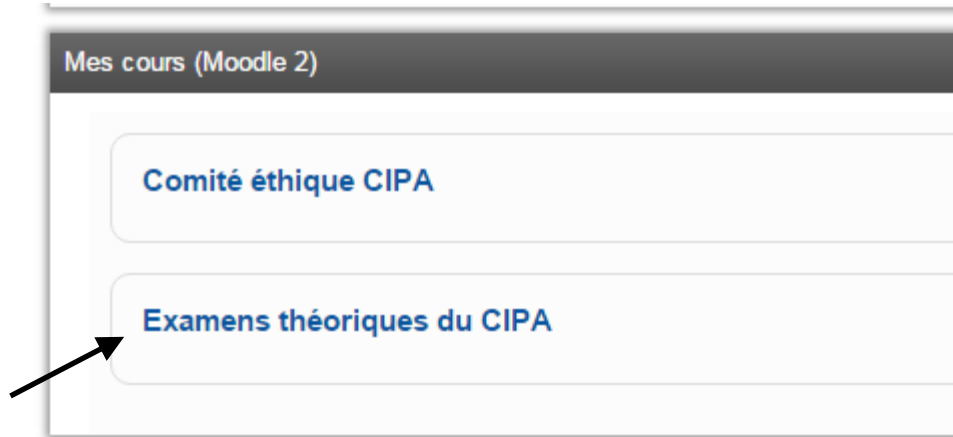 Mes cours (Moodle 2)
Comité éthique CIPA
Examens théoriques du CIPA